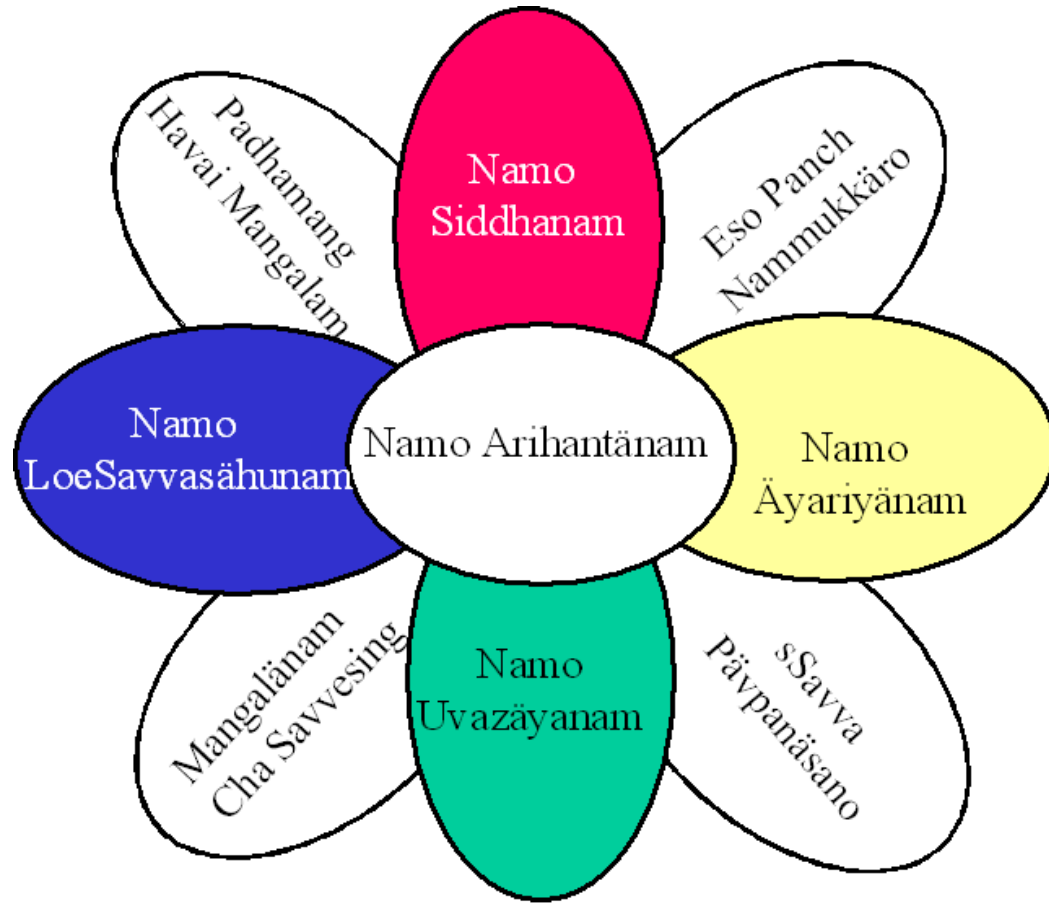 Padhamang
Havai Mangalam
Namo
Siddhanam
Eso Panch
Nammukkäro
Namo
LoeSavvasähunam
Namo Arihantänam
Namo
Äyariyänam
Mangalänam
Cha Savvesing
Namo
Uvazäyanam
sSavva
Pävpanäsano